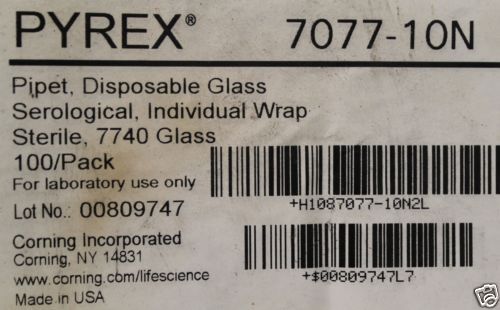 PYREX® 7077-10N
Pipet, Disposable Glass
Serological, Individual Wrap
Sterile, 7740 Glass
100/Pack
For laboratory use only
+H1087077-10N2L
Lot No.: 00809747
Corning Incorporated
Corning, NY 14831
www.corning.com/lifescience
+$00809747L7
Made in USA